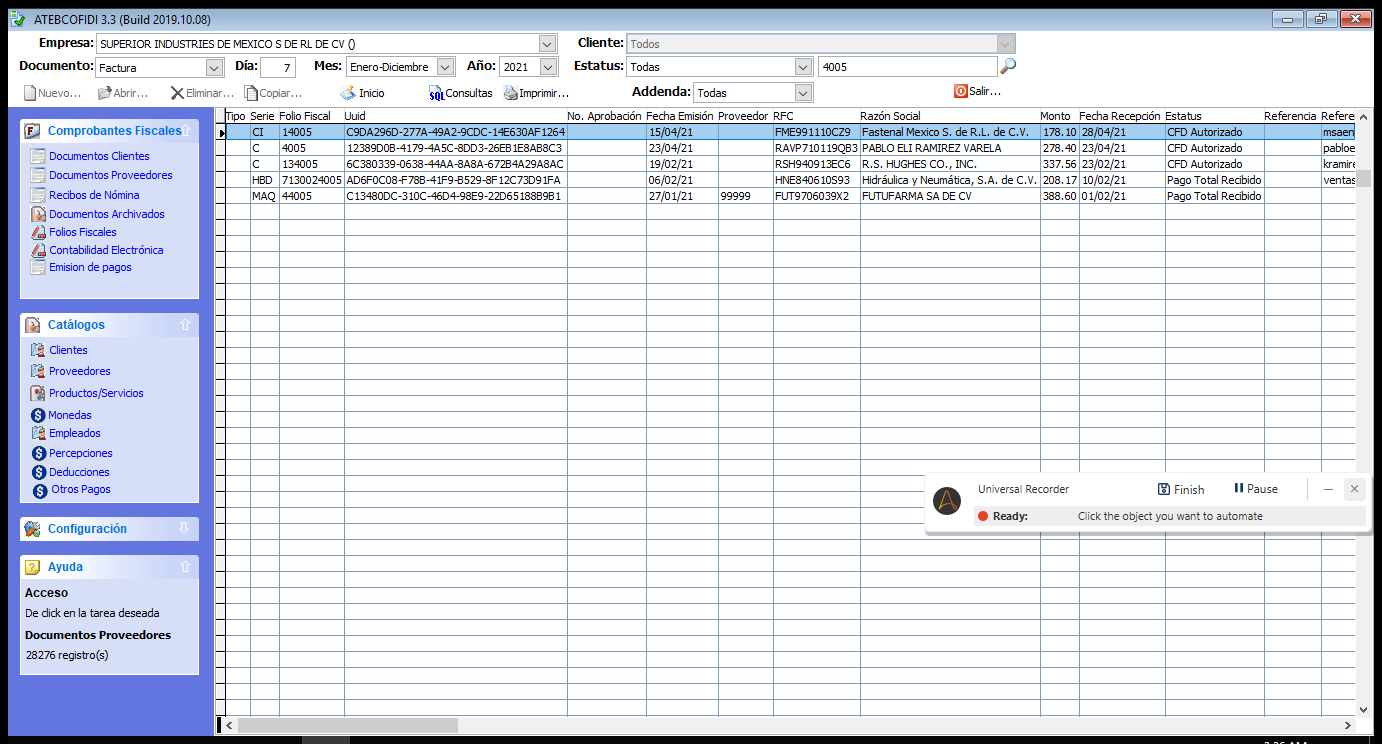 ATEBCOFIDI 3.3 (Build 2019.10.08)
Empresa: SUPERIOR INDUSTRIES DE MEXICO S DE RL DE CV () Cliente: Todos
Documento: Factura Día: 7 Mes: Enero-Diciembre Año: 2021 Estatus: Todas 4005
Nuevo... Abrir... Eliminar... Copiar... Inicio SQL Consultas Imprimir... Addenda: Todas Salir...
Comprobantes Fiscales
Documentos Clientes
Documentos Proveedores
Recibos de Nómina
Documentos Archivados
Folios Fiscales
Contabilidad Electrónica
Emision de pagos
Catálogos
Clientes
Proveedores
Productos/Servicios
Monedas
Empleados
Percepciones
Deducciones
Otros Pagos
Configuración
Ayuda
Acceso
De click en la tarea deseada
Documentos Proveedores
28276 registro(s)
Tipo Serie Folio Fiscal Uuid No. Aprobación Fecha Emisión Proveedor RFC Razón Social Monto Fecha Recepción Estatus Referencia Refere
CI 14005 C9DA296D-277A-49A2-9CDC-14E630AF1264 15/04/21 FME991110CZ9 Fastenal Mexico S. de R.L. de C.V. 178.10 28/04/21 CFD Autorizado msaen
C 4005 12389D0B-4179-4A5C-8DD3-26EB1E8AB8C3 23/04/21 RAVP710119QB3 PABLO ELI RAMIREZ VARELA 278.40 23/04/21 CFD Autorizado pabloe
C 134005 6C380339-0638-44AA-8A8A-672B4A29A8AC 19/02/21 RSH940913EC6 R.S. HUGHES CO., INC. 337.56 23/02/21 CFD Autorizado kramire
HBD 7130024005 AD6F0C08-F78B-41F9-B529-8F12C73D91FA 06/02/21 HNE840610S93 Hidráulica y Neumática, S.A. de C.V. 208.17 10/02/21 Pago Total Recibido ventas
MAQ 44005 C13480DC-310C-46D4-98E9-22D65188B9B1 27/01/21 99999 FUT9706039X2 FUTUFARMA SA DE CV 388.60 01/02/21 Pago Total Recibido
Universal Recorder Finish Pause
Ready: Click the object you want to automate